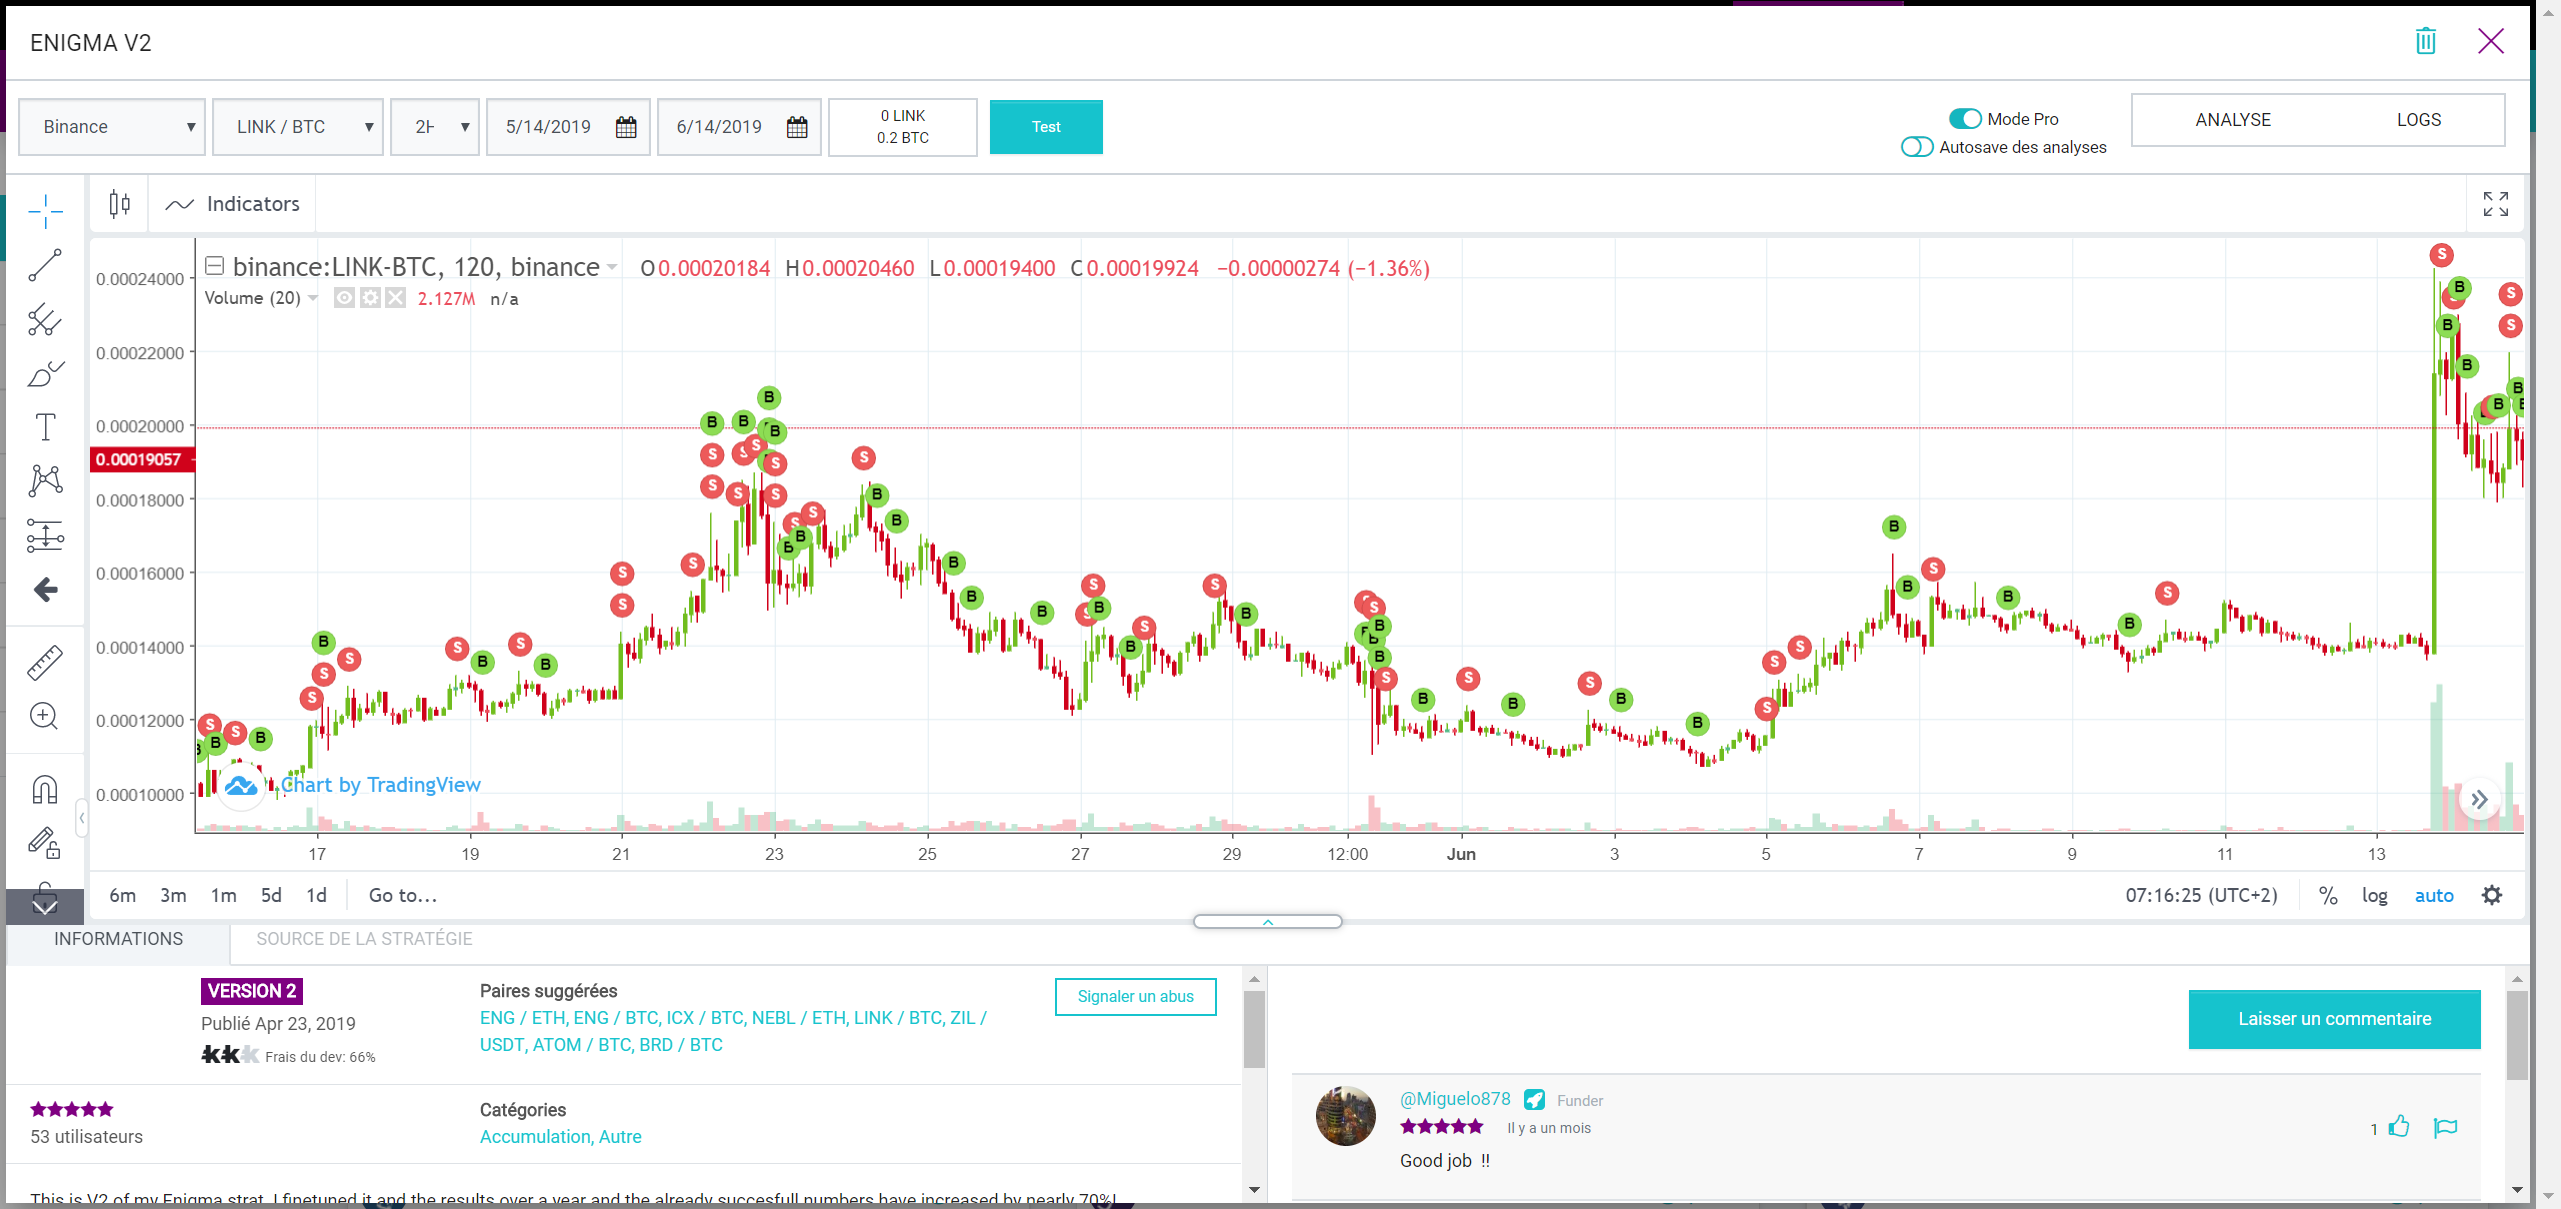 ENIGMA V2
Binance
LINK / BTC
2H
5/14/2019
6/14/2019
0 LINK
0.2 BTC
Test
Mode Pro
Autosave des analyses
ANALYSE
LOGS
Indicators
binance:LINK-BTC, 120, binance O0.00020184 H0.00020460 L0.00019400 C0.00019924 −0.00000274 (−1.36%)
Volume (20) 2.127M n/a
0.00024000
0.00022000
0.00020000
0.00019057
0.00018000
0.00016000
0.00014000
0.00012000
0.00010000
Chart by TradingView
17 19 21 23 25 27 29 12:00 Jun 3 5 7 9 11 13
6m 3m 1m 5d 1d Go to...
07:16:25 (UTC+2) % log auto
INFORMATIONS
SOURCE DE LA STRATÉGIE
VERSION 2
Publié Apr 23, 2019
Frais du dev: 66%
Paires suggérées
ENG / ETH, ENG / BTC, ICX / BTC, NEBL / ETH, LINK / BTC, ZIL /
USDT, ATOM / BTC, BRD / BTC
Signaler un abus
53 utilisateurs
Catégories
Accumulation, Autre
This is V2 of my Enigma strat. I finetuned it and the results over a year and the already succesfull numbers have increased by nearly 70%!
Laisser un commentaire
@Miguelo878 Funder
Il y a un mois
1
Good job !!